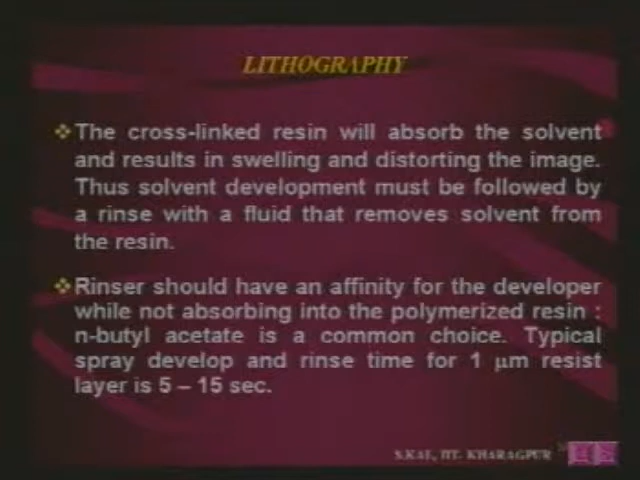 LITHOGRAPHY
❖The cross-linked resin will absorb the solvent
and results in swelling and distorting the image.
Thus solvent development must be followed by
a rinse with a fluid that removes solvent from
the resin.
❖Rinser should have an affinity for the developer
while not absorbing into the polymerized resin :
n-butyl acetate is a common choice. Typical
spray develop and rinse time for 1 μm resist
layer is 5 – 15 sec.
IIT- KHARAGPUR